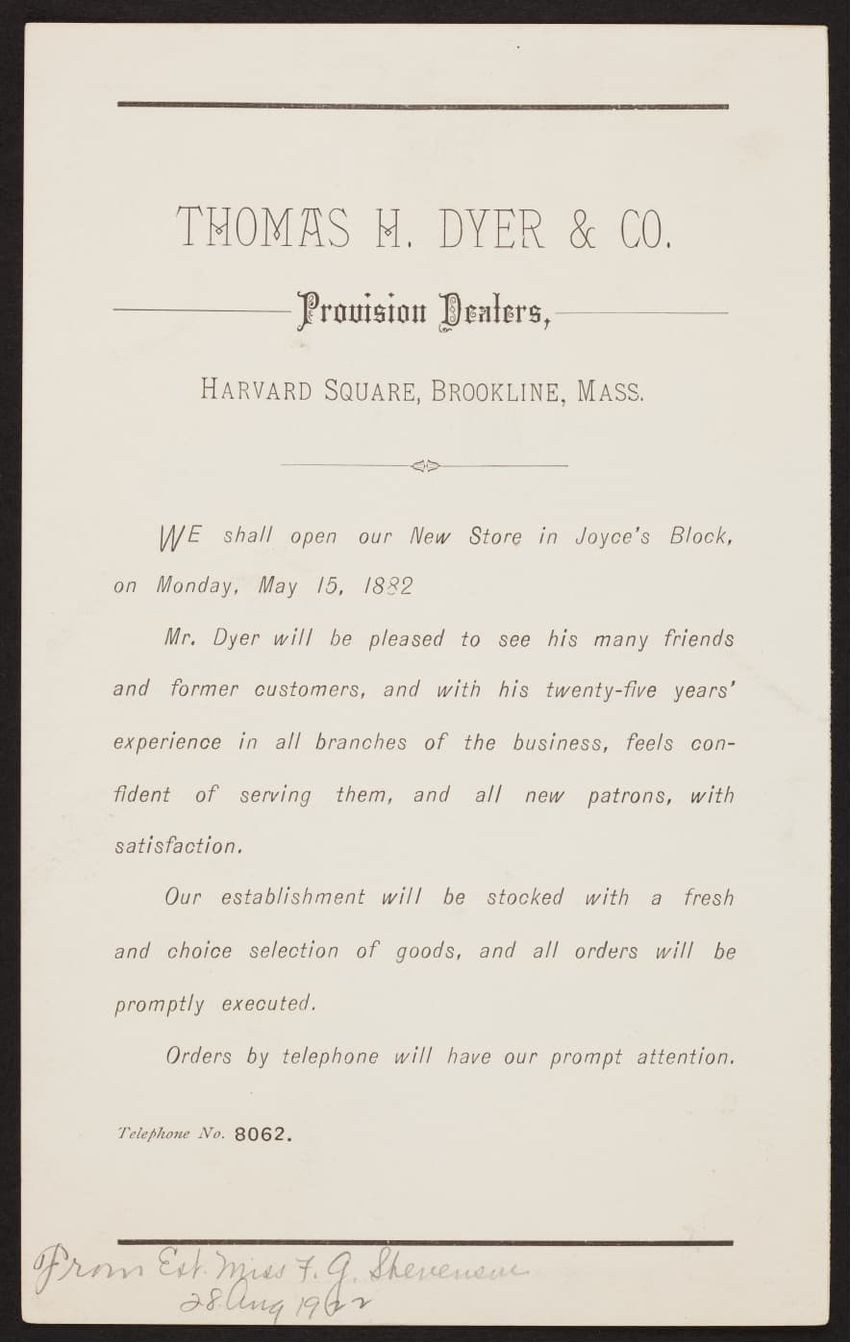 THOMAS H. DYER & CO.
Provision Dealers,
HARVARD SQUARE, BROOKLINE, MASS.
WE shall open our New Store in Joyce's Block,
on Monday, May 15, 1882
Mr. Dyer will be pleased to see his many friends
and former customers, and with his twenty-five years'
experience in all branches of the business, feels con-
fident of serving them, and all new patrons, with
satisfaction.
Our establishment will be stocked with a fresh
and choice selection of goods, and all orders will be
promptly executed.
Orders by telephone will have our prompt attention.
Telephone No. 8062.
From Est. Miss F. G. Stevenson
28 Aug 1922